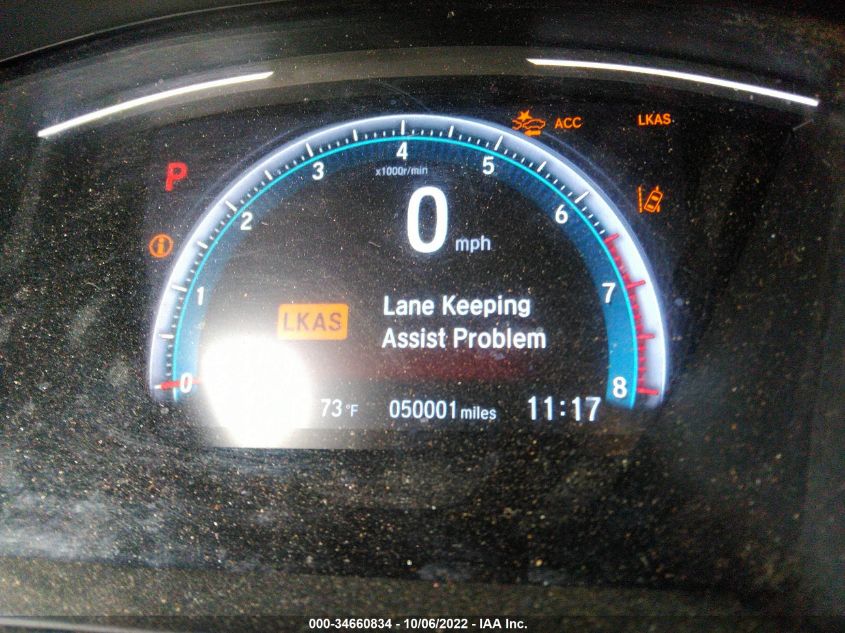 ACC
LKAS
P
x1000r/min
0
1
2
3
4
5
6
7
8
0 mph
i
LKAS
Lane Keeping
Assist Problem
73°F
050001 miles
11:17
000-34660834 - 10/06/2022 - IAA Inc.